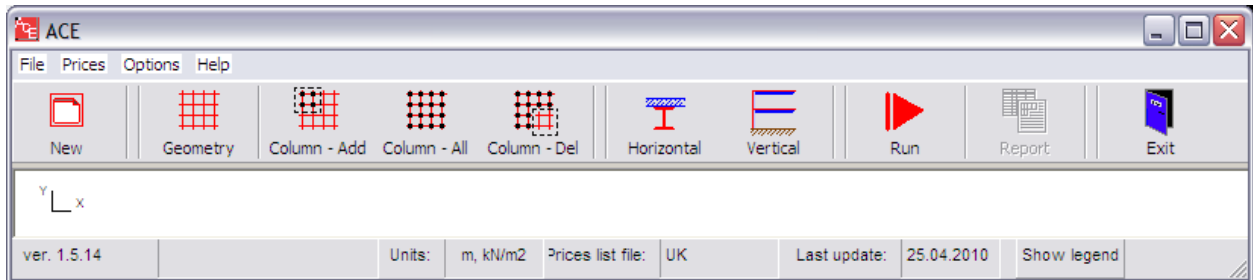 ACE
File Prices Options Help
New Geometry Column - Add Column - All Column - Del Horizontal Vertical Run Report Exit
Y
X
ver. 1.5.14 Units: m, kN/m2 Prices list file: UK Last update: 25.04.2010 Show legend